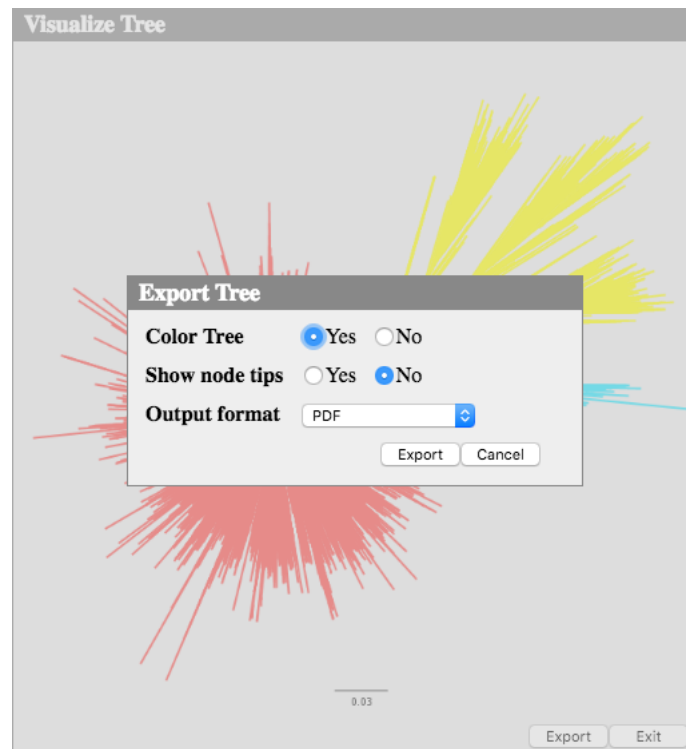 Visualize Tree
Export Tree
Color Tree Yes No
Show node tips Yes No
Output format PDF
Export Cancel
0.03
Export Exit